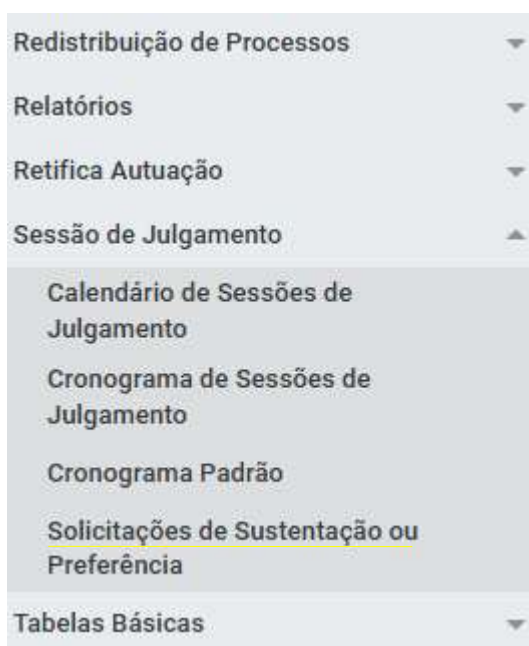 Redistribuição de Processos
Relatórios
Retifica Autuação
Sessão de Julgamento
Calendário de Sessões de
Julgamento
Cronograma de Sessões de
Julgamento
Cronograma Padrão
Solicitações de Sustentação ou
Preferência
Tabelas Básicas